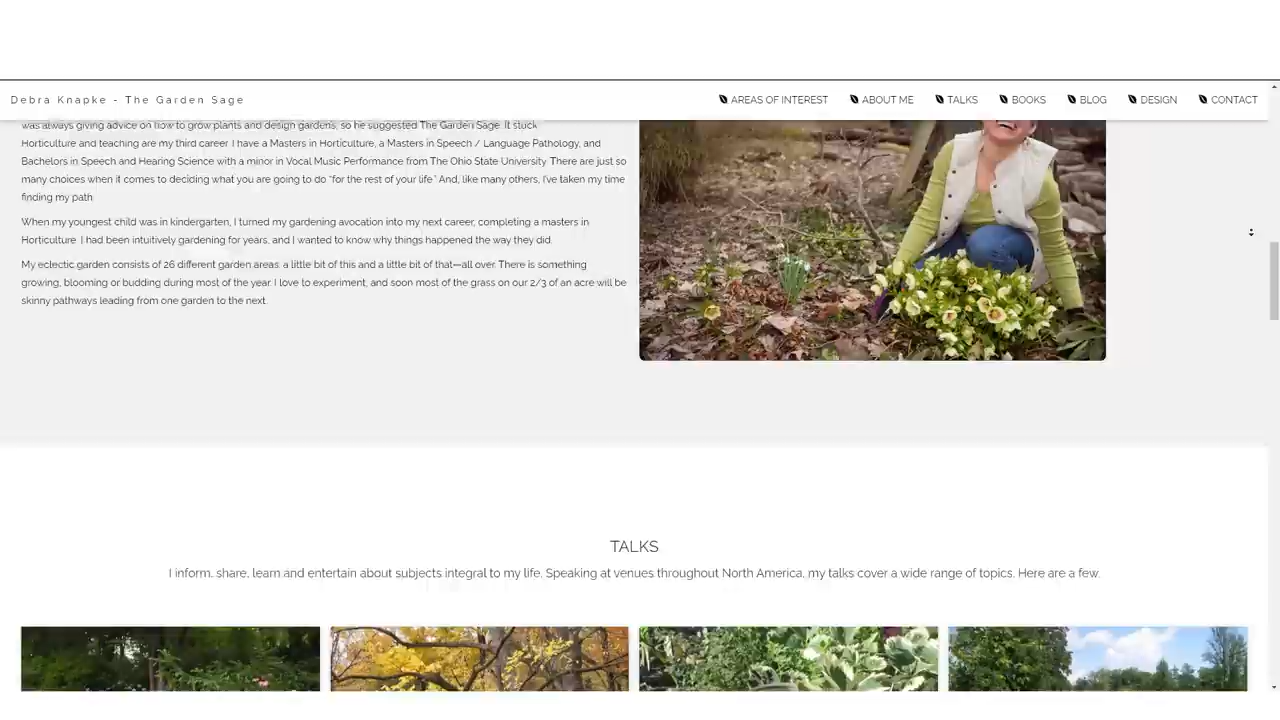 Debra Knapke - The Garden Sage
AREAS OF INTEREST ABOUT ME TALKS BOOKS BLOG DESIGN CONTACT
was always giving advice on how to grow plants and design gardens, so he suggested The Garden Sage. It stuck.
Horticulture and teaching are my third career. I have a Masters in Horticulture, a Masters in Speech / Language Pathology, and
Bachelors in Speech and Hearing Science with a minor in Vocal Music Performance from The Ohio State University. There are just so
many choices when it comes to deciding what you are going to do "for the rest of your life." And, like many others, I've taken my time
finding my path.
When my youngest child was in kindergarten, I turned my gardening avocation into my next career, completing a masters in
Horticulture. I had been intuitively gardening for years, and I wanted to know why things happened the way they did.
My eclectic garden consists of 26 different garden areas: a little bit of this and a little bit of that—all over. There is something
growing, blooming or budding during most of the year. I love to experiment, and soon most of the grass on our 2/3 of an acre will be
skinny pathways leading from one garden to the next.
TALKS
I inform, share, learn and entertain about subjects integral to my life. Speaking at venues throughout North America, my talks cover a wide range of topics. Here are a few.